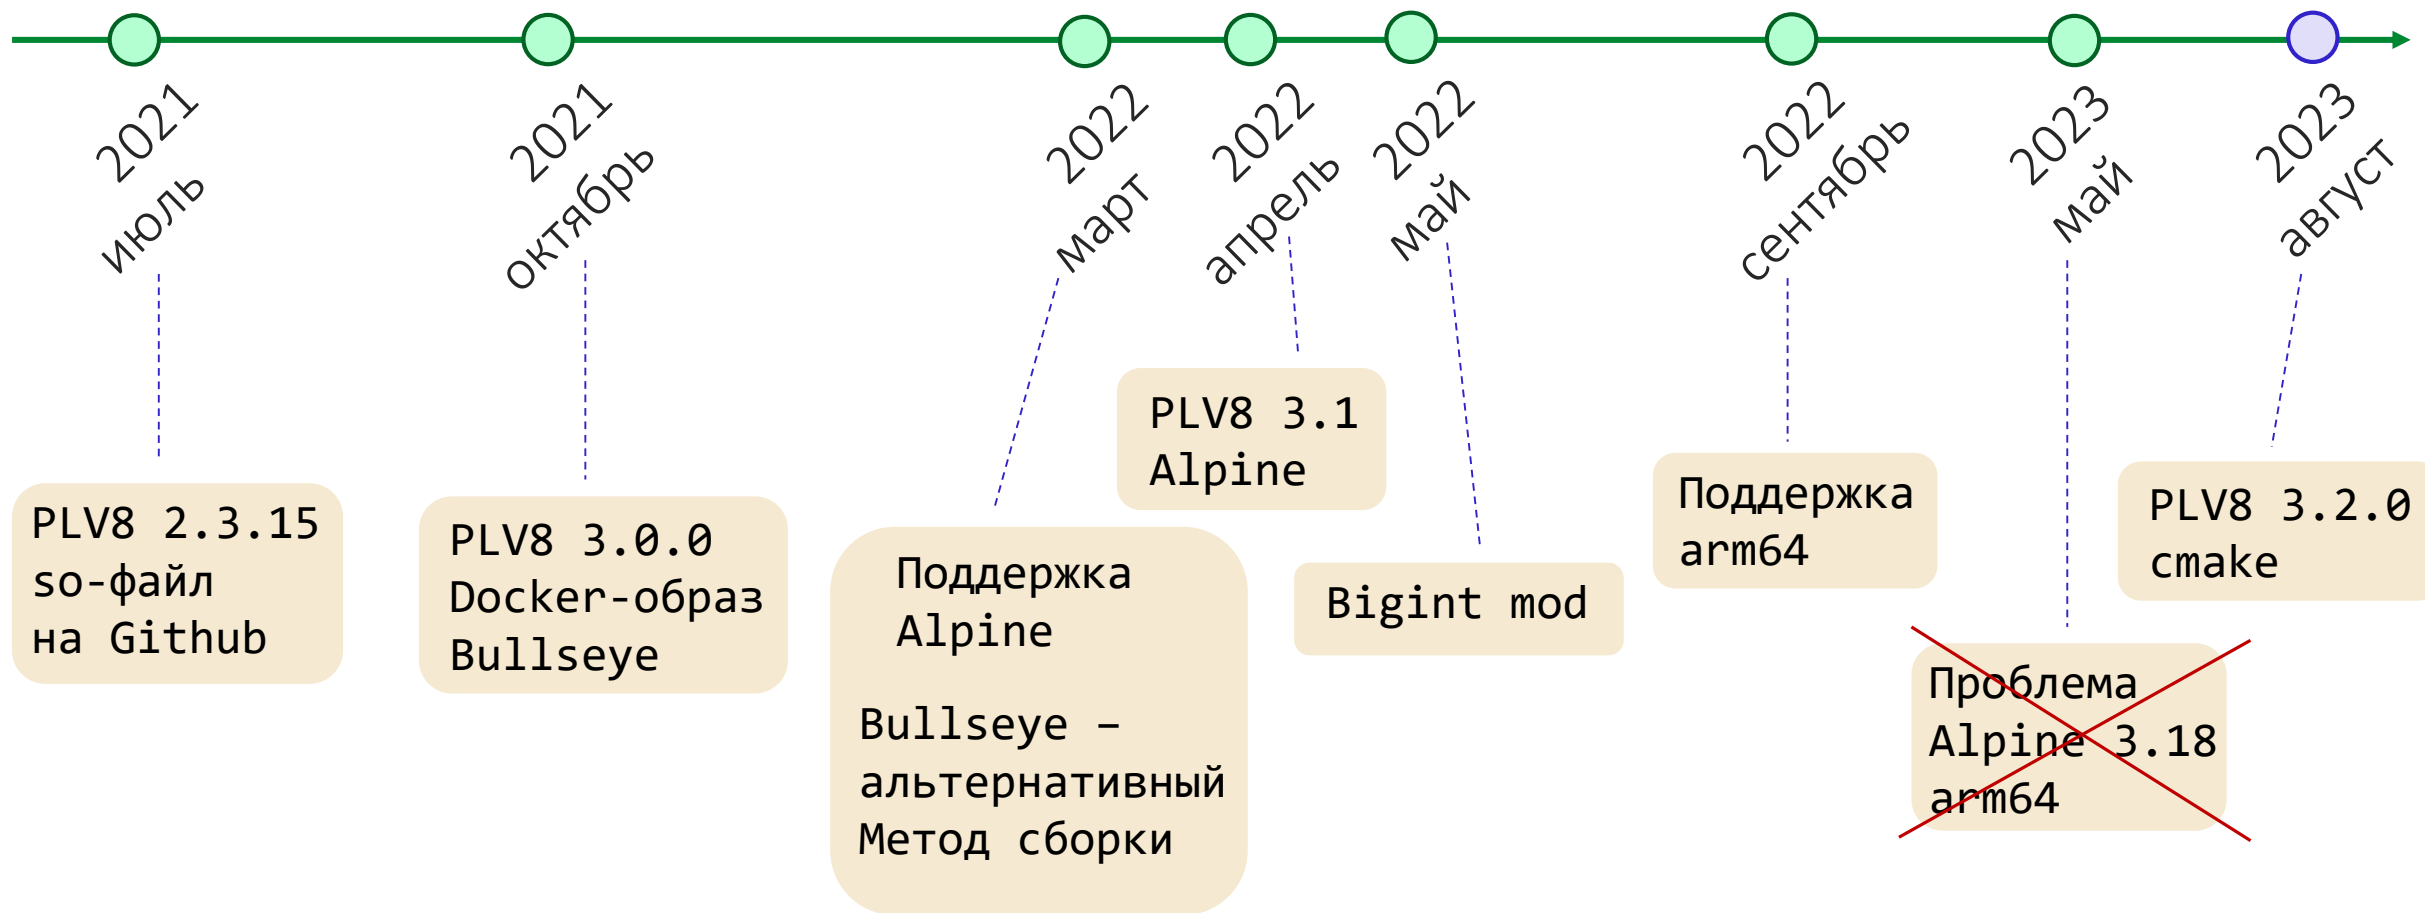 2021
июль
2021
октябрь
2022
март
2022
апрель
2022
май
2022
сентябрь
2023
май
2023
август
PLV8 2.3.15
so-файл
на Github
PLV8 3.0.0
Docker-образ
Bullseye
Поддержка
Alpine
Bullseye –
альтернативный
Метод сборки
PLV8 3.1
Alpine
Bigint mod
Поддержка
arm64
Проблема
Alpine 3.18
arm64
PLV8 3.2.0
cmake